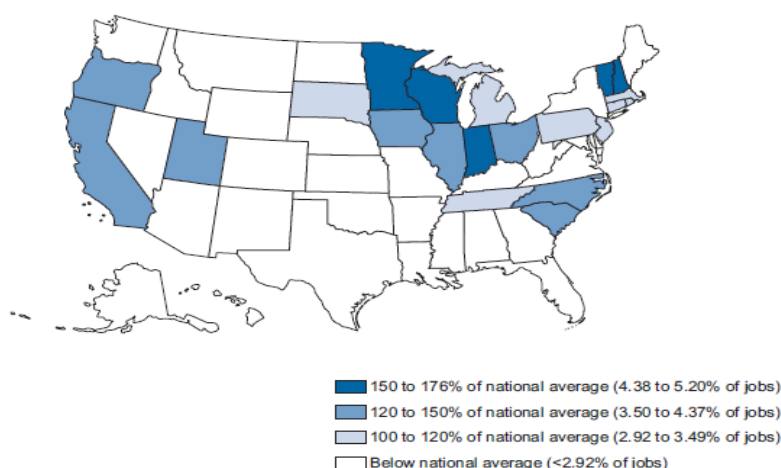 150 to 176% of national average (4.38 to 5.20% of jobs)
120 to 150% of national average (3.50 to 4.37% of jobs)
100 to 120% of national average (2.92 to 3.49% of jobs)
Below national average (<2.92% of jobs)